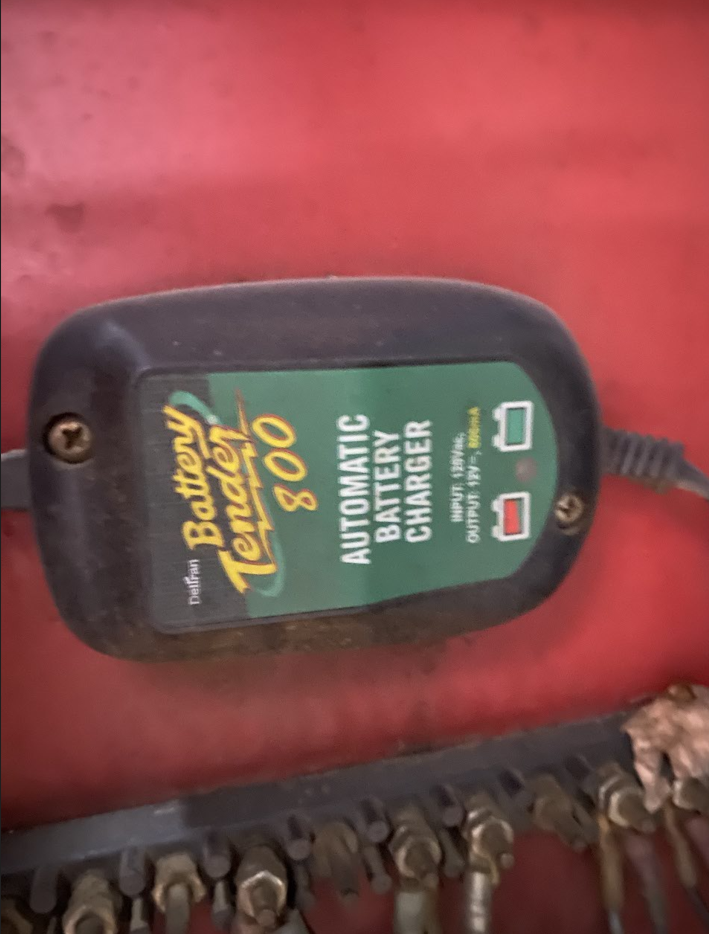 Deltran
Battery
Tender
800
AUTOMATIC
BATTERY
CHARGER
INPUT: 120Vac,
OUTPUT: 12V⎓, 800mA